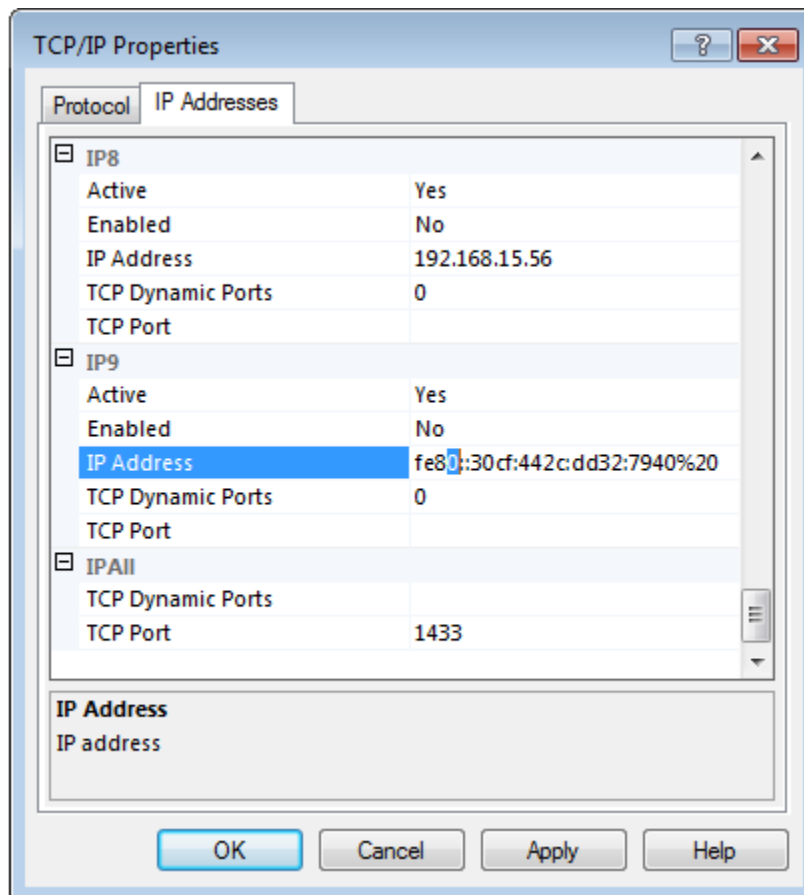 TCP/IP Properties
Protocol IP Addresses
IP8
Active Yes
Enabled No
IP Address 192.168.15.56
TCP Dynamic Ports 0
TCP Port
IP9
Active Yes
Enabled No
IP Address fe80::30cf:442c:dd32:7940%20
TCP Dynamic Ports 0
TCP Port
IPAll
TCP Dynamic Ports
TCP Port 1433
IP Address
IP address
OK Cancel Apply Help